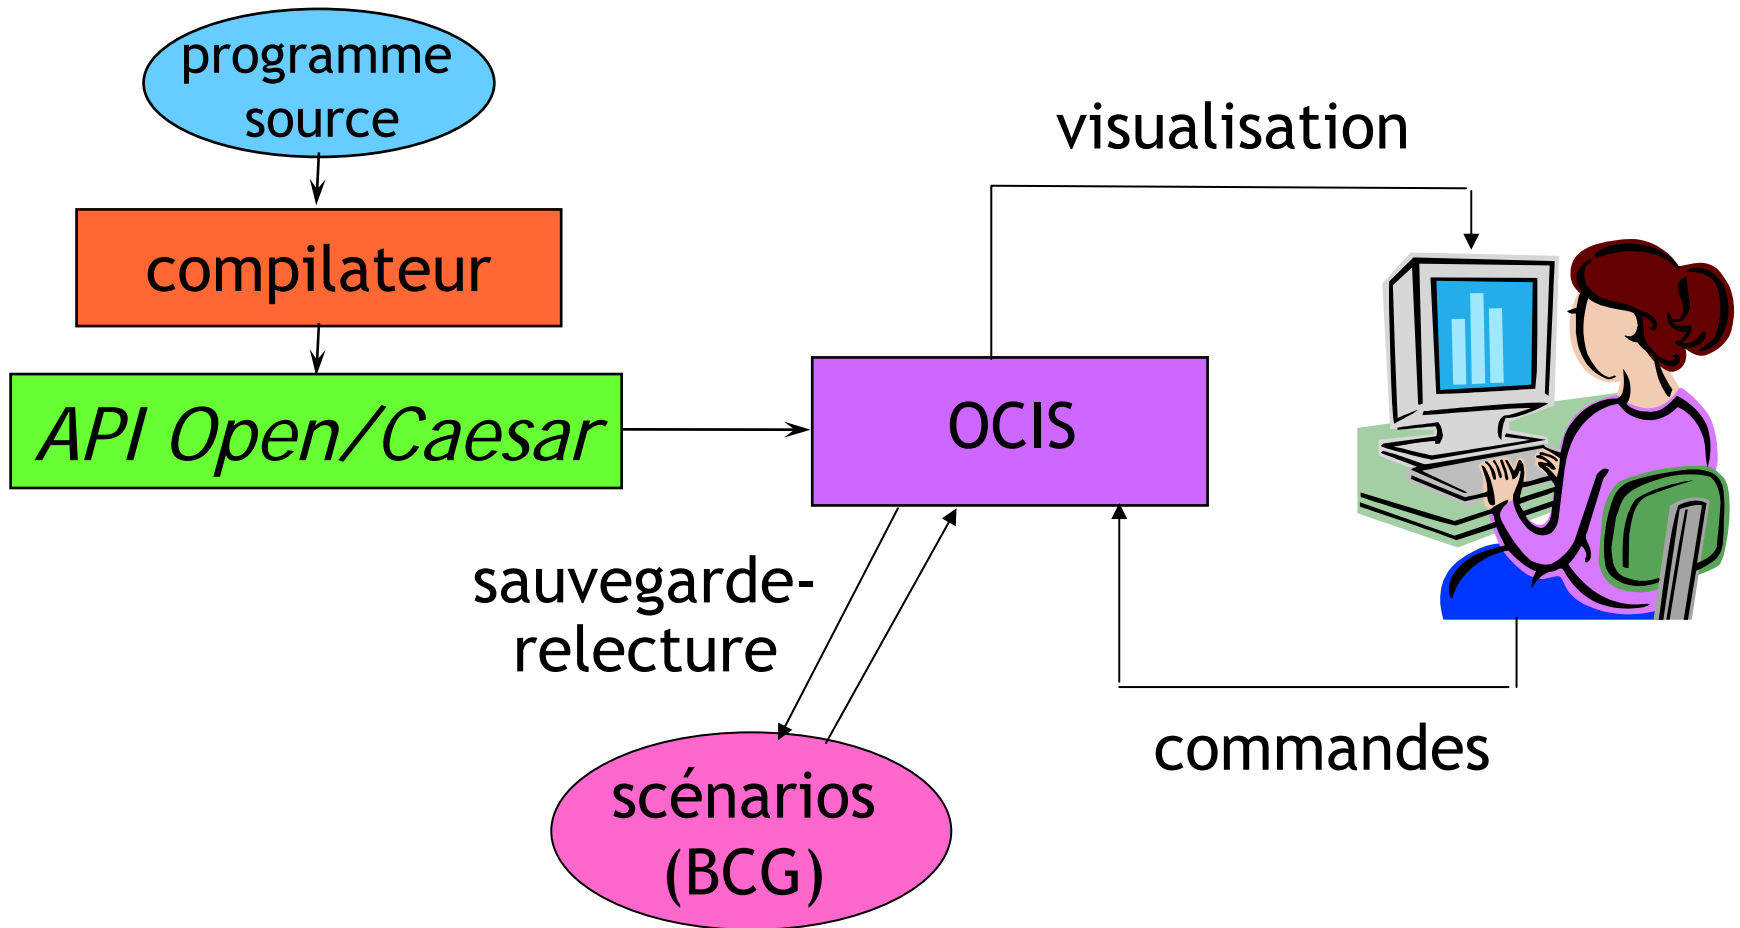 programme
source
compilateur
API Open/Caesar
visualisation
OCIS
sauvegarde-
relecture
commandes
scénarios
(BCG)